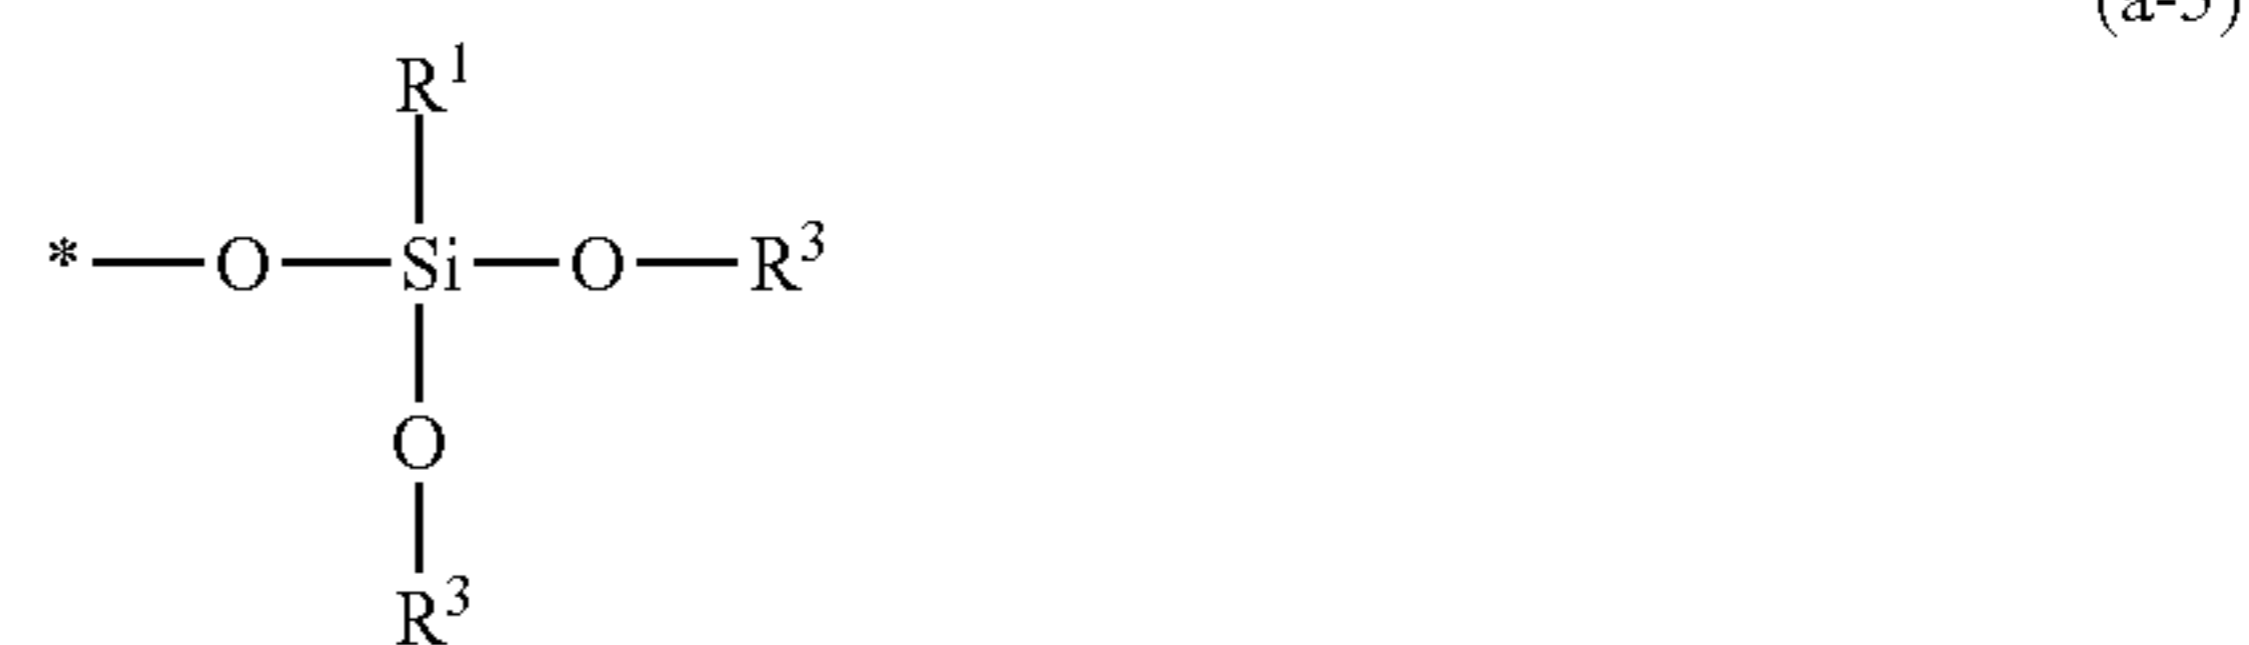 (a-5)
R¹
*—O—Si—O—R³
O
R³